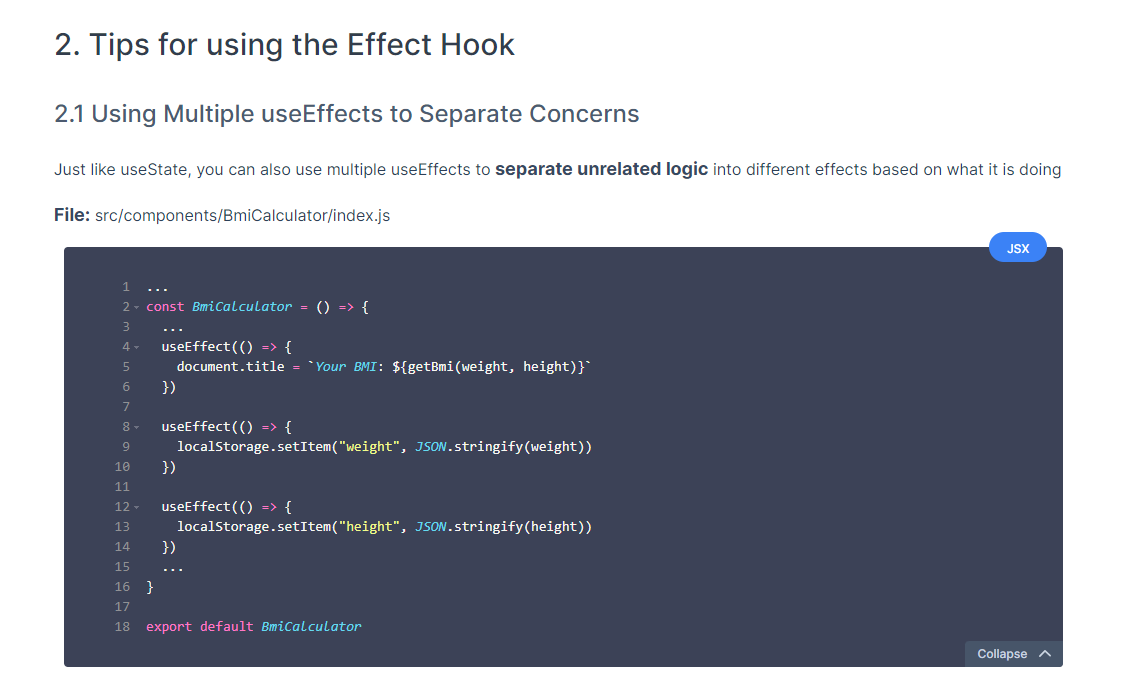 2. Tips for using the Effect Hook
2.1 Using Multiple useEffects to Separate Concerns
Just like useState, you can also use multiple useEffects to separate unrelated logic into different effects based on what it is doing
File: src/components/BmiCalculator/index.js
JSX
1 ...
2 const BmiCalculator = () => {
3   ...
4   useEffect(() => {
5     document.title = `Your BMI: ${getBmi(weight, height)}`
6   })
7
8   useEffect(() => {
9     localStorage.setItem("weight", JSON.stringify(weight))
10   })
11
12   useEffect(() => {
13     localStorage.setItem("height", JSON.stringify(height))
14   })
15   ...
16 }
17
18 export default BmiCalculator
Collapse